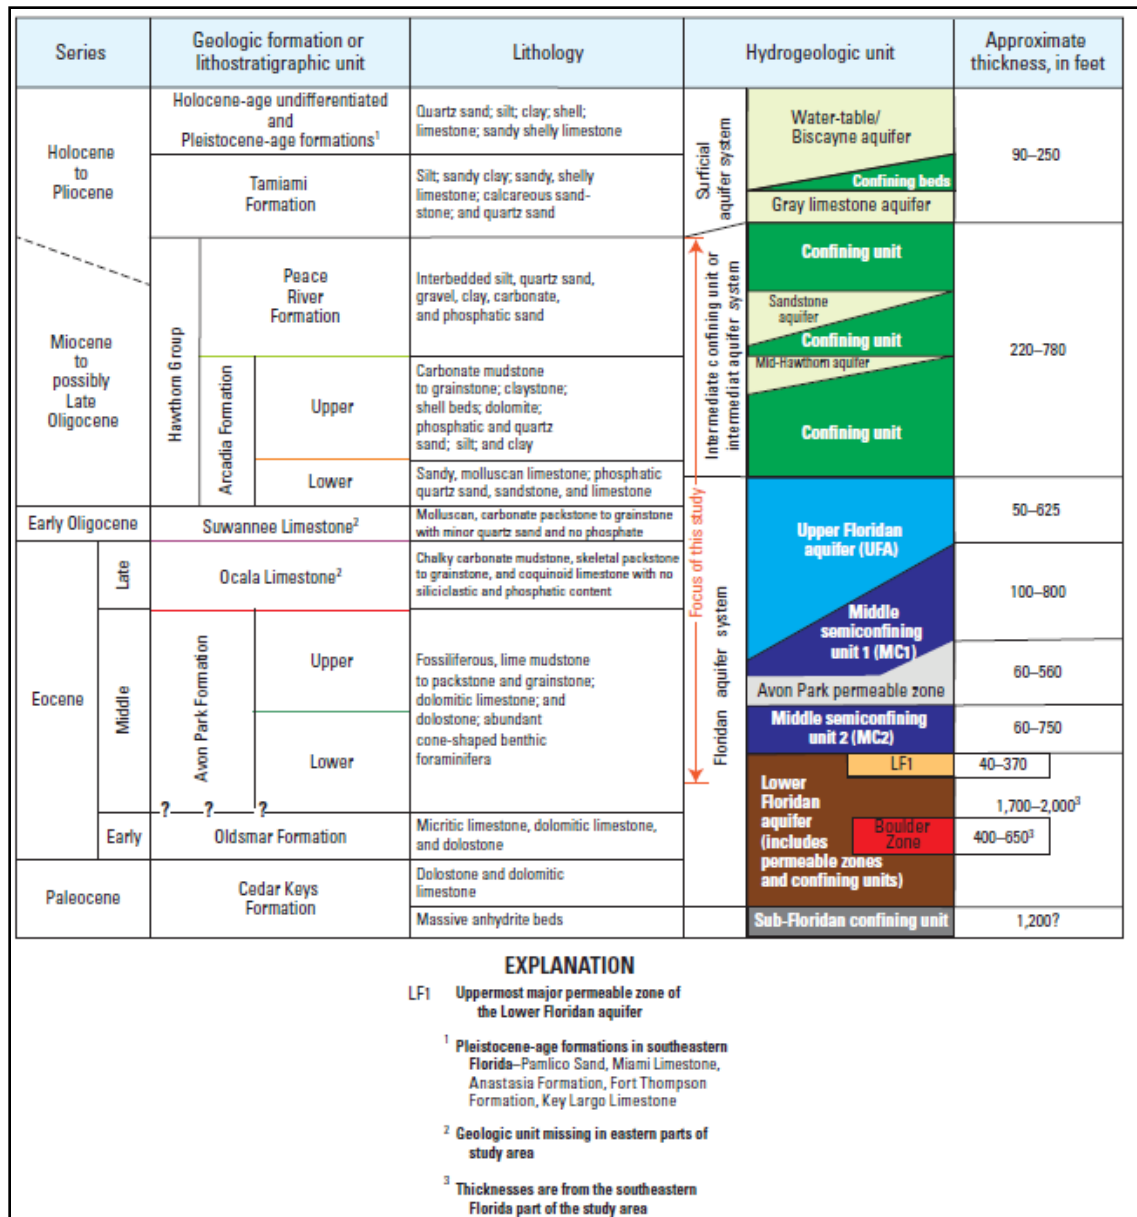 Series
Geologic formation or
lithostratigraphic unit
Lithology
Hydrogeologic unit
Approximate
thickness, in feet
Holocene
to
Pliocene
Holocene-age undifferentiated
and
Pleistocene-age formations1
Quartz sand; silt; clay; shell;
limestone; sandy shelly limestone
Surficial
aquifer system
Water-table/
Biscayne aquifer
Confining beds
Gray limestone aquifer
90–250
Tamiami
Formation
Silt; sandy clay; sandy, shelly
limestone; calcareous sand-
stone; and quartz sand
Miocene
to
possibly
Late
Oligocene
Hawthorn Group
Peace
River
Formation
Interbedded silt, quartz sand,
gravel, clay, carbonate,
and phosphatic sand
Intermediate confining unit or
intermediat aquifer system
Confining unit
Sandstone
aquifer
Confining unit
Mid-Hawthorn aquifer
Confining unit
220–780
Arcadia Formation
Upper
Carbonate mudstone
to grainstone; claystone;
shell beds; dolomite;
phosphatic and quartz
sand; silt; and clay
Lower
Sandy, molluscan limestone; phosphatic
quartz sand, sandstone, and limestone
Focus of this study
Floridan aquifer system
Early Oligocene
Suwannee Limestone2
Molluscan, carbonate packstone to grainstone
with minor quartz sand and no phosphate
Upper Floridan
aquifer (UFA)
50–625
Eocene
Late
Ocala Limestone2
Chalky carbonate mudstone, skeletal packstone
to grainstone, and coquinoid limestone with no
siliciclastic and phosphatic content
Middle
semiconfining
unit 1 (MC1)
100–800
Middle
Avon Park Formation
Upper
Lower
Fossiliferous, lime mudstone
to packstone and grainstone;
dolomitic limestone; and
dolostone; abundant
cone-shaped benthic
foraminifera
Avon Park permeable zone
60–560
Middle semiconfining
unit 2 (MC2)
60–750
LF1
40–370
Lower
Floridan
aquifer
(includes
permeable zones
and confining units)
1,700–2,0003
Boulder
Zone
400–6503
? ? ?
Early
Oldsmar Formation
Micritic limestone, dolomitic limestone,
and dolostone
Paleocene
Cedar Keys
Formation
Dolostone and dolomitic
limestone
Massive anhydrite beds
Sub-Floridan confining unit
1,200?
EXPLANATION
LF1 Uppermost major permeable zone of
the Lower Floridan aquifer
1 Pleistocene-age formations in southeastern
Florida–Pamlico Sand, Miami Limestone,
Anastasia Formation, Fort Thompson
Formation, Key Largo Limestone
2 Geologic unit missing in eastern parts of
study area
3 Thicknesses are from the southeastern
Florida part of the study area